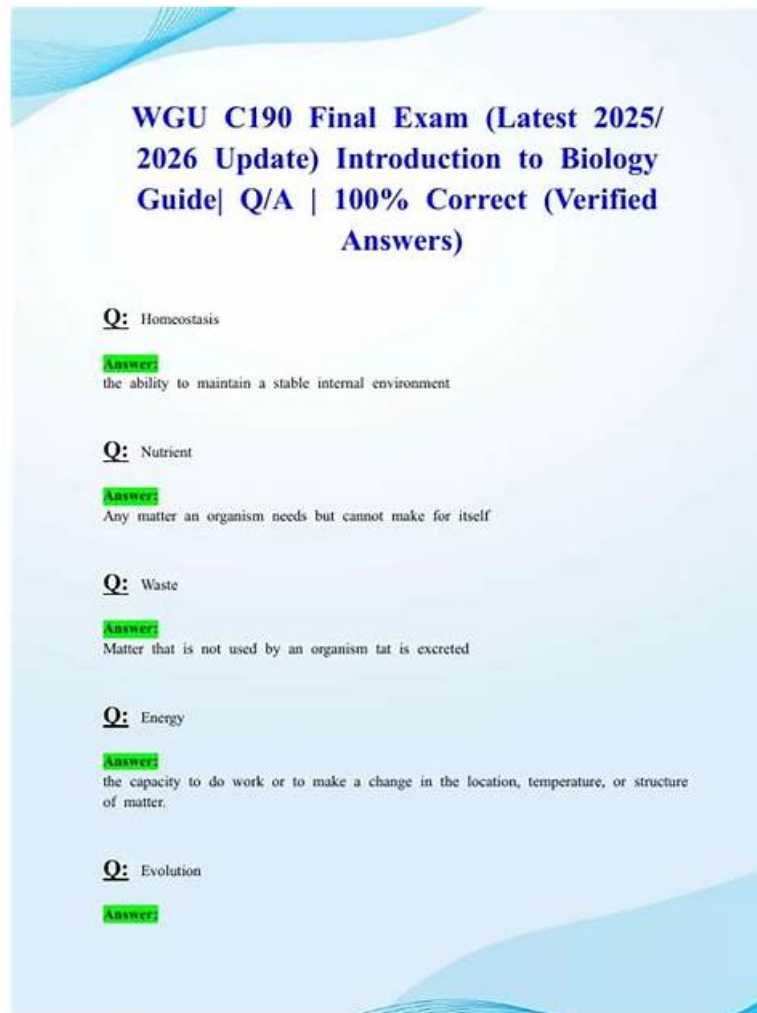 WGU C190 Final Exam (Latest 2025/
2026 Update) Introduction to Biology
Guide| Q/A | 100% Correct (Verified
Answers)
Q: Homeostasis
Answer:
the ability to maintain a stable internal environment
Q: Nutrient
Answer:
Any matter an organism needs but cannot make for itself
Q: Waste
Answer:
Matter that is not used by an organism tat is excreted
Q: Energy
Answer:
the capacity to do work or to make a change in the location, temperature, or structure
of matter.
Q: Evolution
Answer: